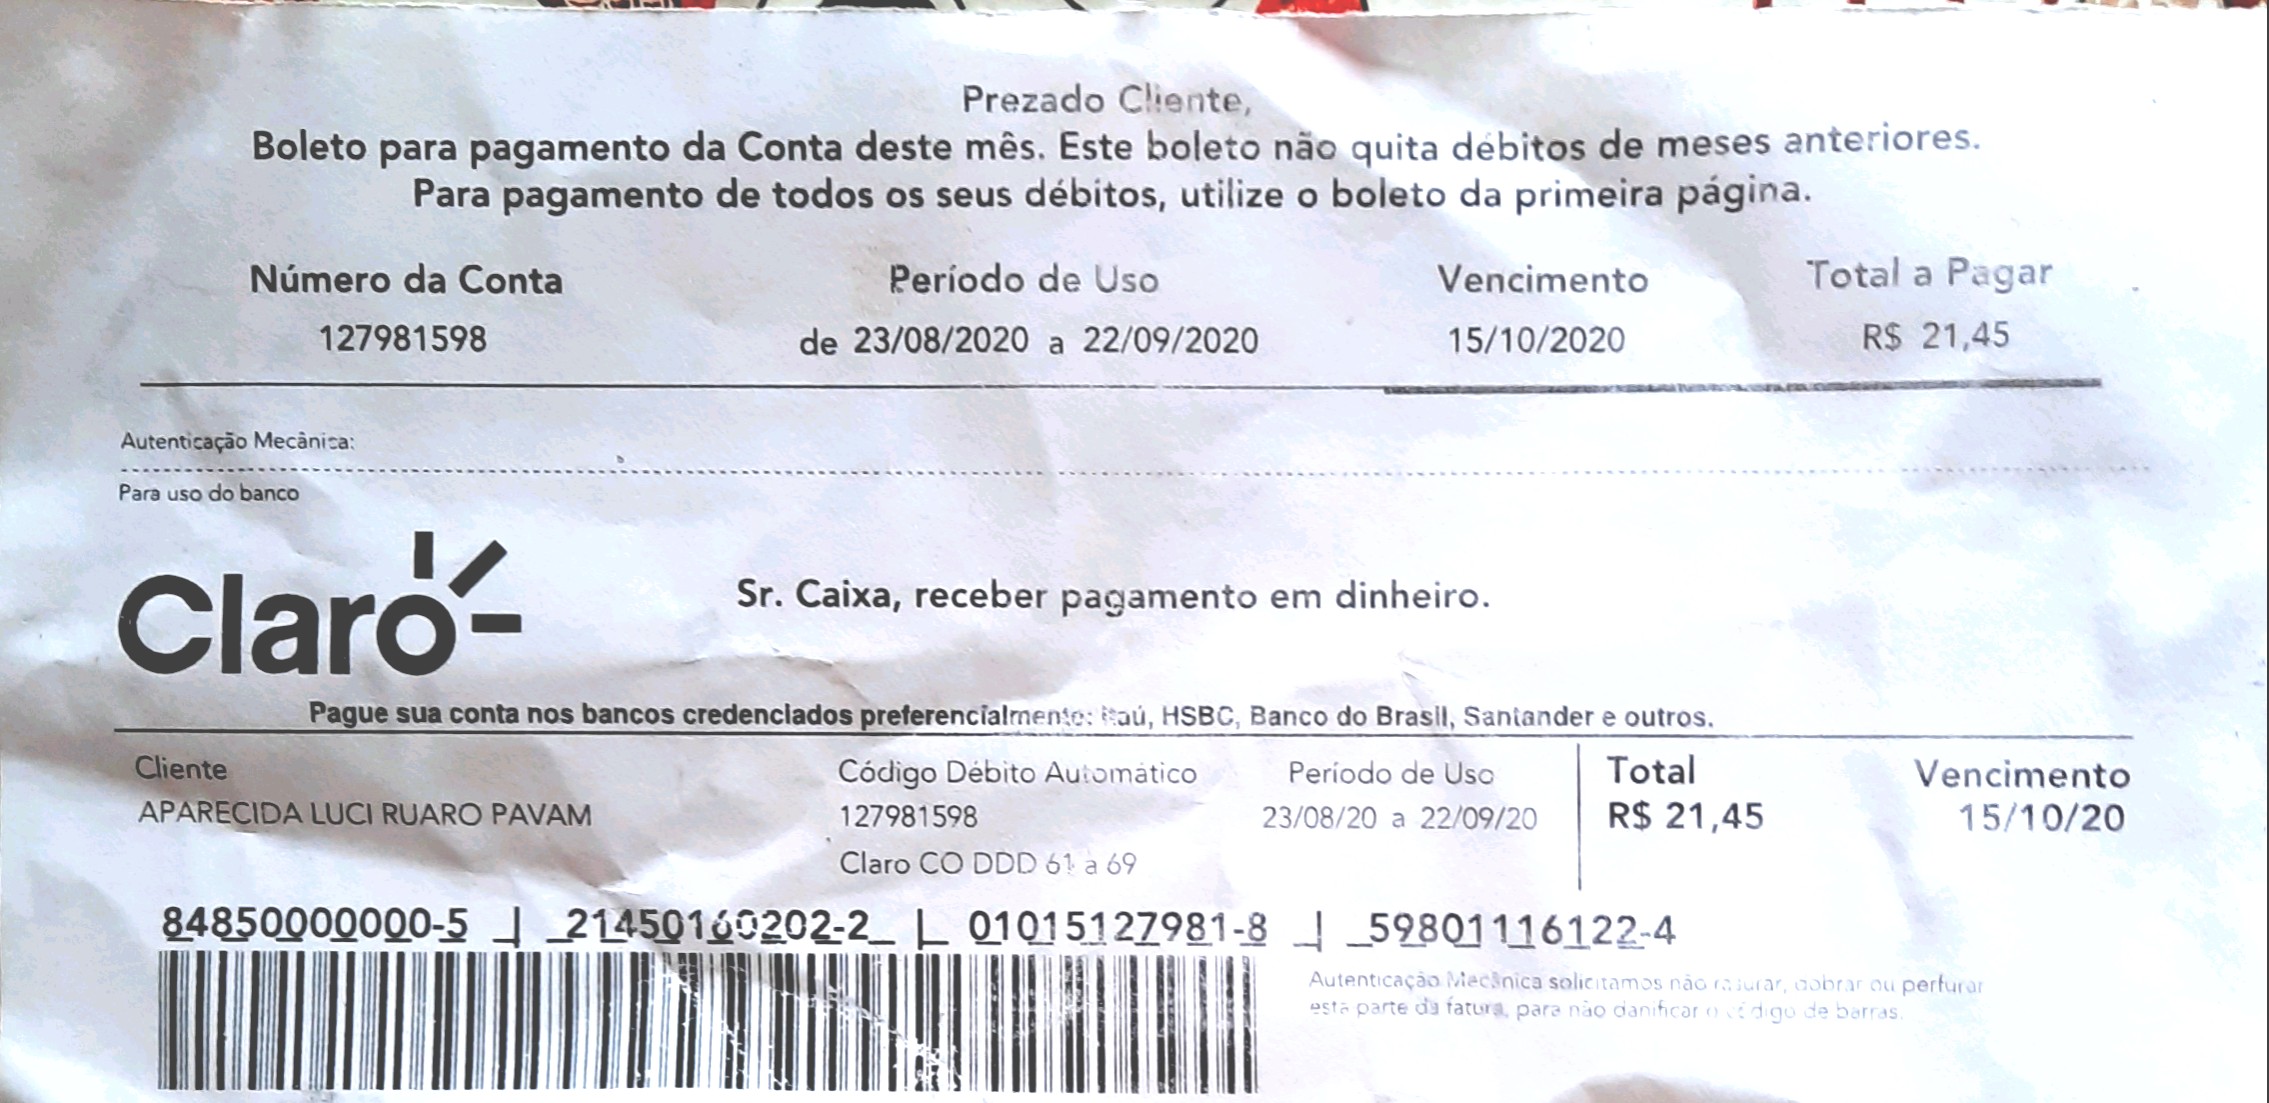 Prezado Cliente,
Boleto para pagamento da Conta deste mês. Este boleto não quita débitos de meses anteriores.
Para pagamento de todos os seus débitos, utilize o boleto da primeira página.
Número da Conta Período de Uso Vencimento Total a Pagar
127981598 de 23/08/2020 a 22/09/2020 15/10/2020 R$ 21,45
Autenticação Mecânica:
Para uso do banco
Claro
Sr. Caixa, receber pagamento em dinheiro.
Pague sua conta nos bancos credenciados preferencialmente: Itaú, HSBC, Banco do Brasil, Santander e outros.
Cliente Código Débito Automático Período de Uso Total Vencimento
APARECIDA LUCI RUARO PAVAM 127981598 23/08/20 a 22/09/20 R$ 21,45 15/10/20
Claro CO DDD 61 a 69
84850000000-5 | 21450160202-2 | 01015127981-8 | 59801116122-4
Autenticação Mecânica solicitamos não rasurar, dobrar ou perfurar
esta parte da fatura, para não danificar o código de barras.